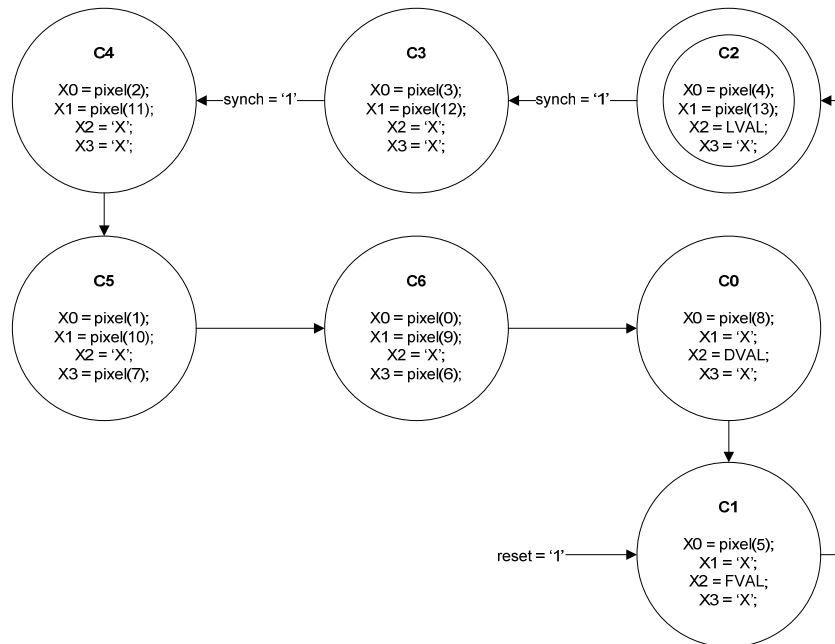 C4
X0 = pixel(2);
X1 = pixel(11);
X2 = 'X';
X3 = 'X';
synch = '1'
C3
X0 = pixel(3);
X1 = pixel(12);
X2 = 'X';
X3 = 'X';
synch = '1'
C2
X0 = pixel(4);
X1 = pixel(13);
X2 = LVAL;
X3 = 'X';
C5
X0 = pixel(1);
X1 = pixel(10);
X2 = 'X';
X3 = pixel(7);
C6
X0 = pixel(0);
X1 = pixel(9);
X2 = 'X';
X3 = pixel(6);
C0
X0 = pixel(8);
X1 = 'X';
X2 = DVAL;
X3 = 'X';
reset = '1'
C1
X0 = pixel(5);
X1 = 'X';
X2 = FVAL;
X3 = 'X';